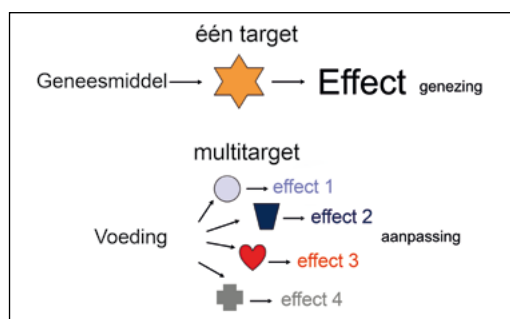 één target
Geneesmiddel
Effect genezing
multitarget
effect 1
effect 2
Voeding
aanpassing
effect 3
effect 4